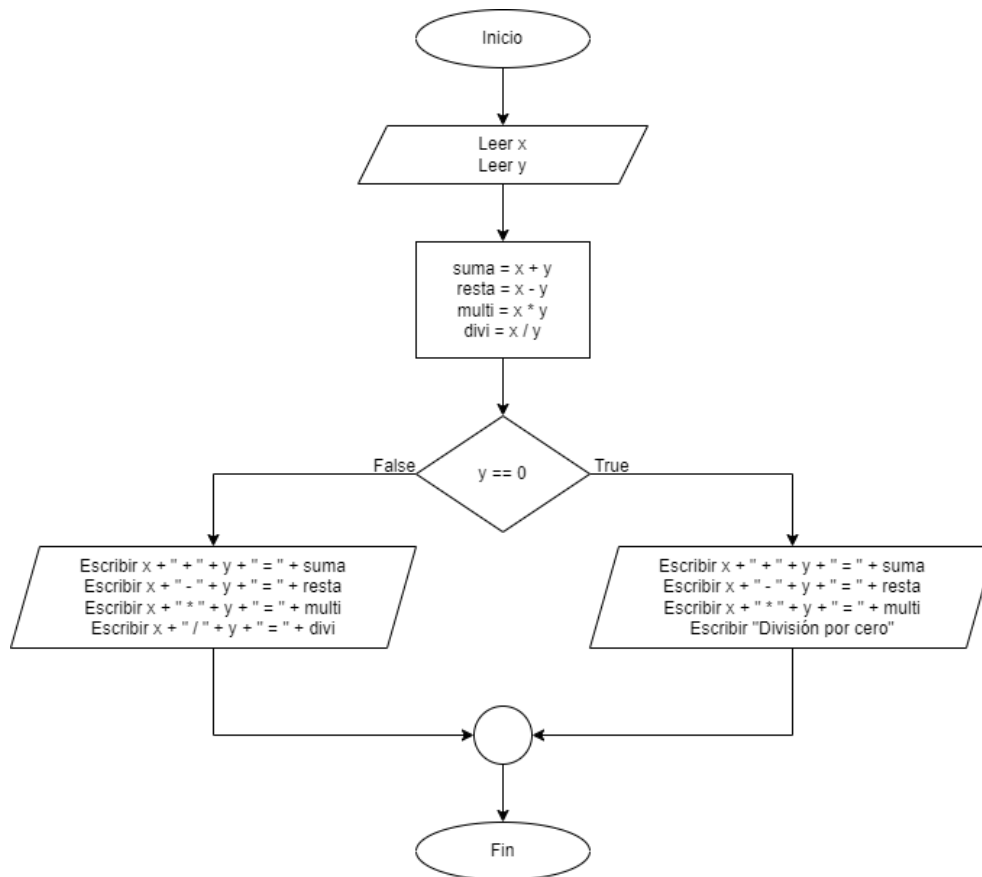 Inicio
Leer x
Leer y
suma = x + y
resta = x - y
multi = x * y
divi = x / y
y == 0
False
True
Escribir x + " + " + y + " = " + suma
Escribir x + " - " + y + " = " + resta
Escribir x + " * " + y + " = " + multi
Escribir x + " / " + y + " = " + divi
Escribir x + " + " + y + " = " + suma
Escribir x + " - " + y + " = " + resta
Escribir x + " * " + y + " = " + multi
Escribir "División por cero"
Fin